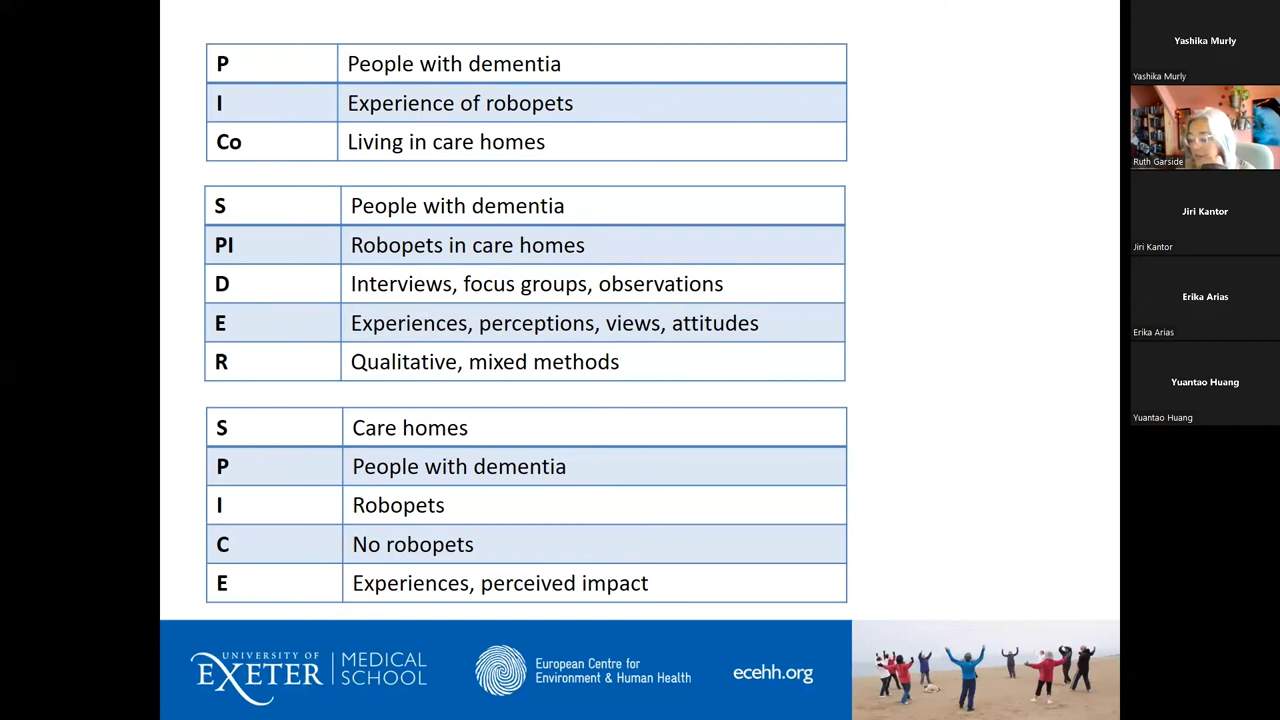 P People with dementia
I Experience of robopets
Co Living in care homes
S People with dementia
PI Robopets in care homes
D Interviews, focus groups, observations
E Experiences, perceptions, views, attitudes
R Qualitative, mixed methods
S Care homes
P People with dementia
I Robopets
C No robopets
E Experiences, perceived impact
UNIVERSITY OF
EXETER
MEDICAL
SCHOOL
European Centre for
Environment & Human Health
ecehh.org
Yashika Murly
Yashika Murly
Ruth Garside
Jiri Kantor
Jiri Kantor
Erika Arias
Erika Arias
Yuantao Huang
Yuantao Huang